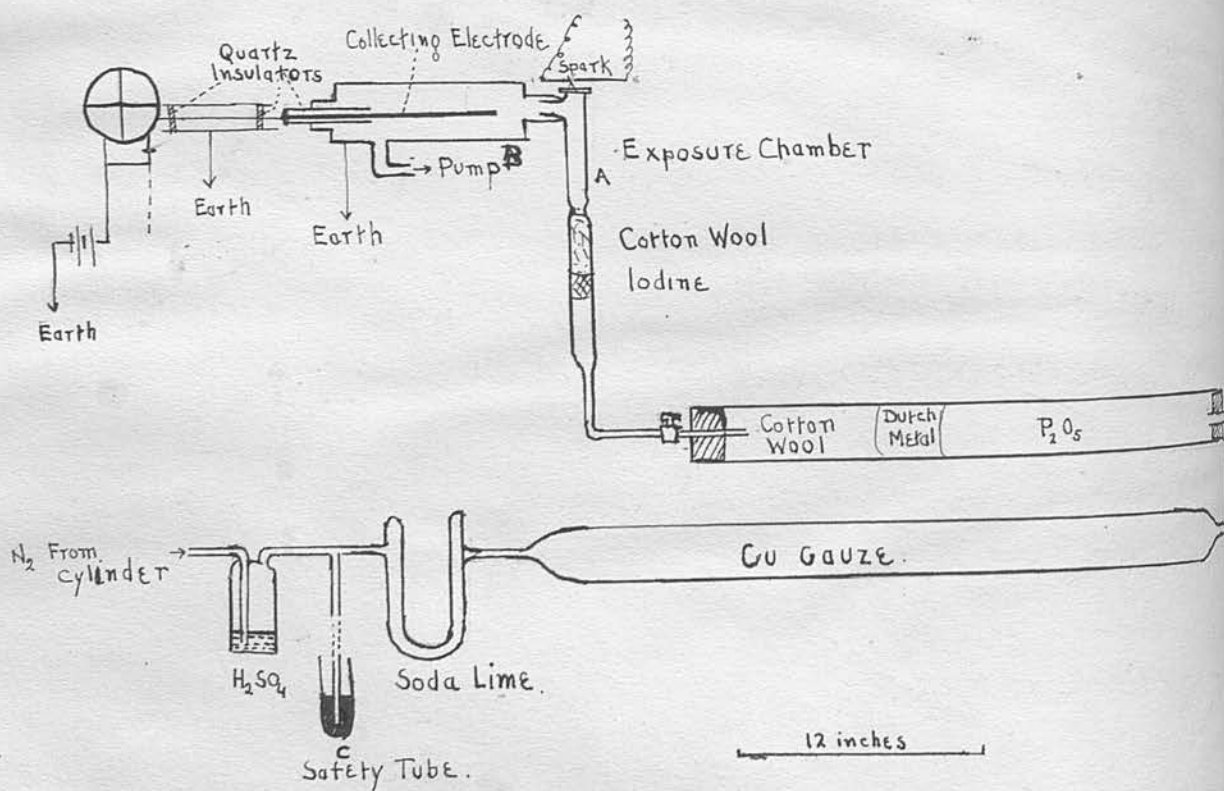 Quartz
Insulators
Collecting Electrode
Spark
→ Pump
B
Exposure Chamber
A
Earth
Earth
Cotton Wool
Iodine
Earth
Cotton
Wool
Dutch
Metal
P₂O₅
N₂ From
Cylinder
Cu Gauze.
H₂SO₄
Soda Lime.
C
Safety Tube.
12 inches